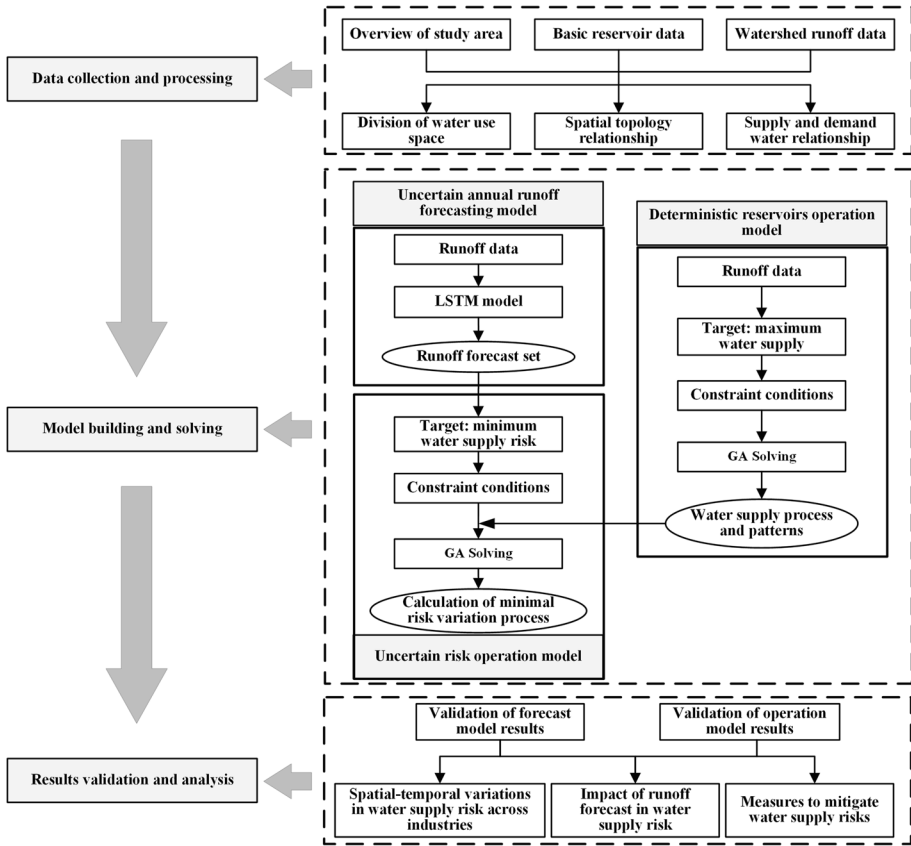 Overview of study area
Basic reservoir data
Watershed runoff data
Data collection and processing
Division of water use
space
Spatial topology
relationship
Supply and demand
water relationship
Uncertain annual runoff
forecasting model
Runoff data
LSTM model
Runoff forecast set
Deterministic reservoirs operation
model
Runoff data
Target: maximum
water supply
Constraint conditions
GA Solving
Water supply process
and patterns
Model building and solving
Target: minimum
water supply risk
Constraint conditions
GA Solving
Calculation of minimal
risk variation process
Uncertain risk operation model
Validation of forecast
model results
Validation of operation
model results
Results validation and analysis
Spatial-temporal variations
in water supply risk across
industries
Impact of runoff
forecast in water
supply risk
Measures to mitigate
water supply risks